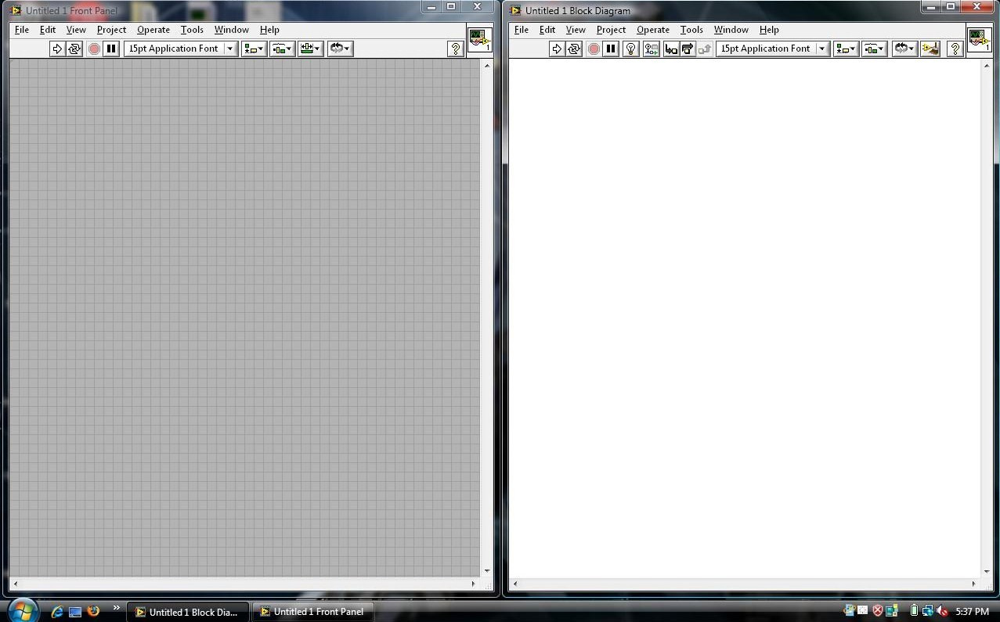 Untitled 1 Front Panel
File Edit View Project Operate Tools Window Help
15pt Application Font
?
1
Untitled 1 Block Diagram
File Edit View Project Operate Tools Window Help
15pt Application Font
?
1
Untitled 1 Block Dia...
Untitled 1 Front Panel
5:37 PM